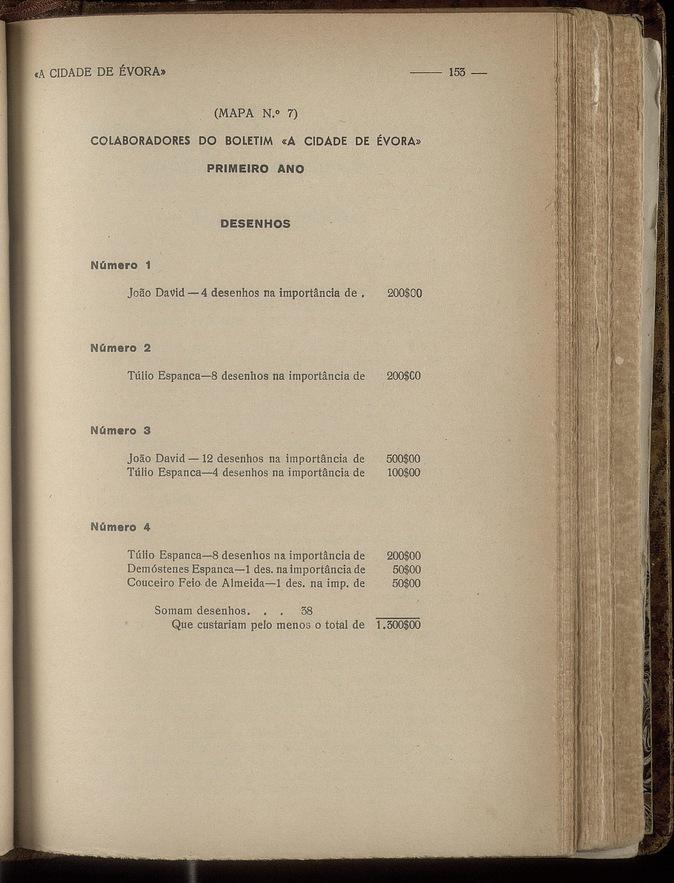 «A CIDADE DE ÉVORA» —— 153 —
(MAPA N.º 7)
COLABORADORES DO BOLETIM «A CIDADE DE ÉVORA»
PRIMEIRO ANO
DESENHOS
Número 1
João David — 4 desenhos na importância de . 200$00
Número 2
Túlio Espanca—8 desenhos na importância de 200$00
Número 3
João David — 12 desenhos na importância de 500$00
Túlio Espanca—4 desenhos na importância de 100$00
Número 4
Túlio Espanca—8 desenhos na importância de 200$00
Demóstenes Espanca—1 des. na importância de 50$00
Couceiro Feio de Almeida—1 des. na imp. de 50$00
Somam desenhos. . . 38
Que custariam pelo menos o total de 1.300$00